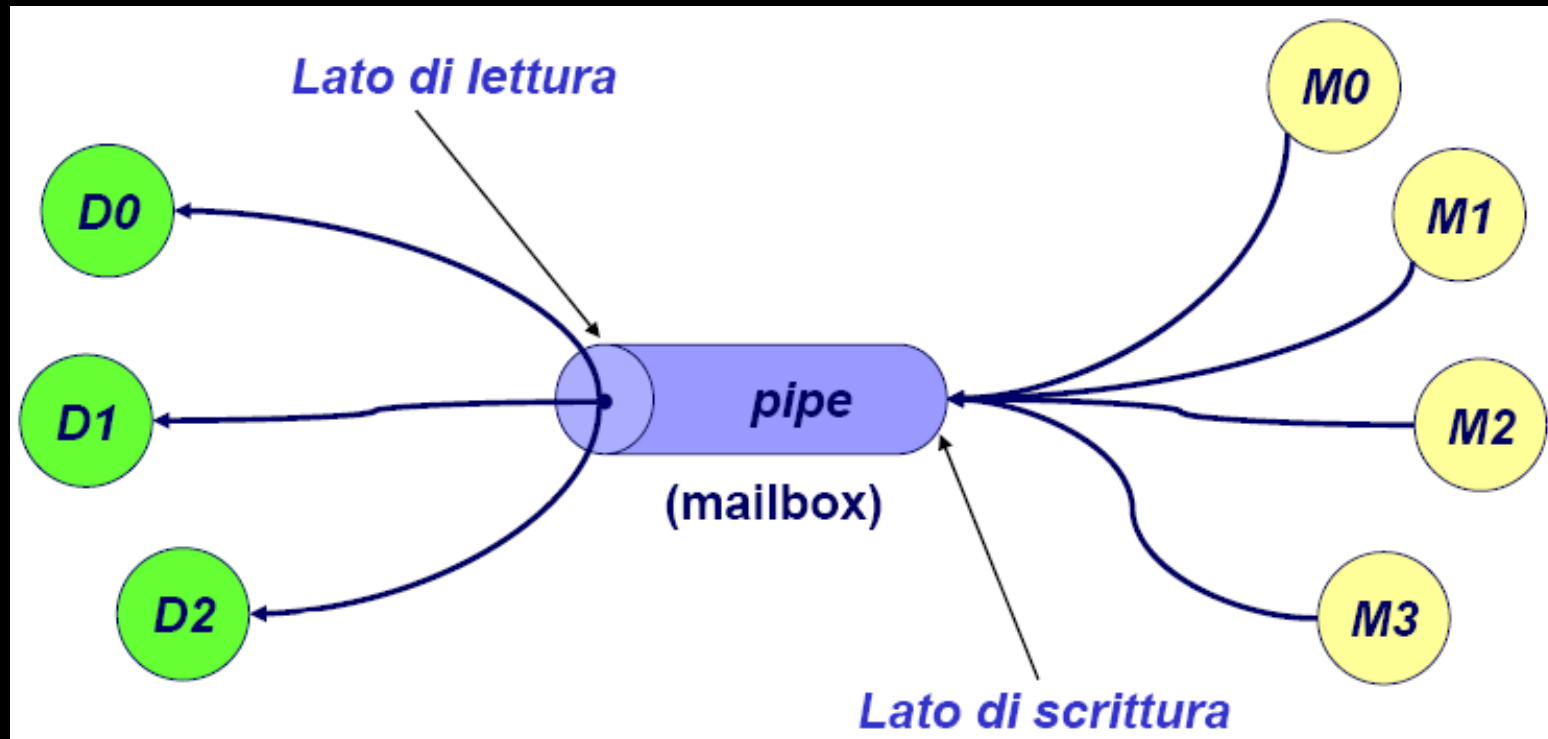 Lato di lettura
M0
D0
M1
pipe
D1
M2
(mailbox)
D2
M3
Lato di scrittura